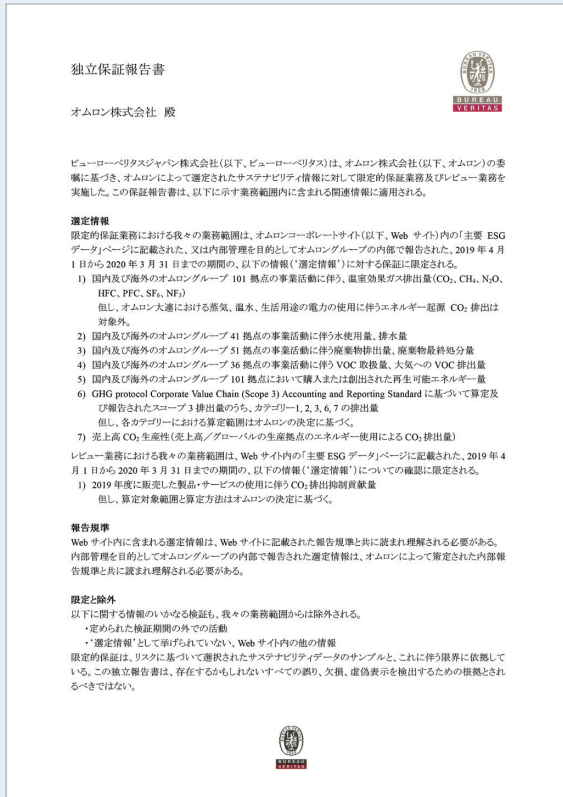 独立保証報告書
BUREAU VERITAS
1828
BUREAU
VERITAS
オムロン株式会社 殿
ビューローベリタスジャパン株式会社(以下、ビューローベリタス)は、オムロン株式会社(以下、オムロン)の委
嘱に基づき、オムロンによって選定されたサステナビリティ情報に対して限定的保証業務及びレビュー業務を
実施した。この保証報告書は、以下に示す業務範囲内に含まれる関連情報に適用される。
選定情報
限定的保証業務における我々の業務範囲は、オムロンコーポレートサイト(以下、Web サイト)内の「主要 ESG
データ」ページに記載された、又は内部管理を目的としてオムロングループの内部で報告された、2019 年 4 月
1 日から 2020 年 3 月 31 日までの期間の、以下の情報(‘選定情報’)に対する保証に限定される。
1) 国内及び海外のオムロングループ 101 拠点の事業活動に伴う、温室効果ガス排出量(CO₂, CH₄, N₂O,
HFC, PFC, SF₆, NF₃)
但し、オムロン大連における蒸気、温水、生活用途の電力の使用に伴うエネルギー起源 CO₂ 排出は
対象外。
2) 国内及び海外のオムロングループ 41 拠点の事業活動に伴う水使用量、排水量
3) 国内及び海外のオムロングループ 51 拠点の事業活動に伴う廃棄物排出量、廃棄物最終処分量
4) 国内及び海外のオムロングループ 36 拠点の事業活動に伴う VOC 取扱量、大気への VOC 排出量
5) 国内及び海外のオムロングループ 101 拠点において購入または創出された再生可能エネルギー量
6) GHG protocol Corporate Value Chain (Scope 3) Accounting and Reporting Standard に基づいて算定及
び報告されたスコープ 3 排出量のうち、カテゴリー1, 2, 3, 6, 7 の排出量
但し、各カテゴリーにおける算定範囲はオムロンの決定に基づく。
7) 売上高 CO₂ 生産性(売上高/グローバルの生産拠点のエネルギー使用による CO₂ 排出量)
レビュー業務における我々の業務範囲は、Web サイト内の「主要 ESG データ」ページに記載された、2019 年 4
月 1 日から 2020 年 3 月 31 日までの期間の、以下の情報(‘選定情報’)についての確認に限定される。
1) 2019 年度に販売した製品・サービスの使用に伴う CO₂ 排出抑制貢献量
但し、算定対象範囲と算定方法はオムロンの決定に基づく。
報告規準
Web サイト内に含まれる選定情報は、Web サイトに記載された報告規準と共に読まれ理解される必要がある。
内部管理を目的としてオムロングループの内部で報告された選定情報は、オムロンによって策定された内部報
告規準と共に読まれ理解される必要がある。
限定と除外
以下に関する情報のいかなる検証も、我々の業務範囲からは除外される。
・定められた検証期間の外での活動
・‘選定情報’として挙げられていない、Web サイト内の他の情報
限定的保証は、リスクに基づいて選択されたサステナビリティデータのサンプルと、これに伴う限界に依拠して
いる。この独立報告書は、存在するかもしれないすべての誤り、欠損、虚偽表示を検出するための根拠とされ
るべきではない。
BUREAU
VERITAS